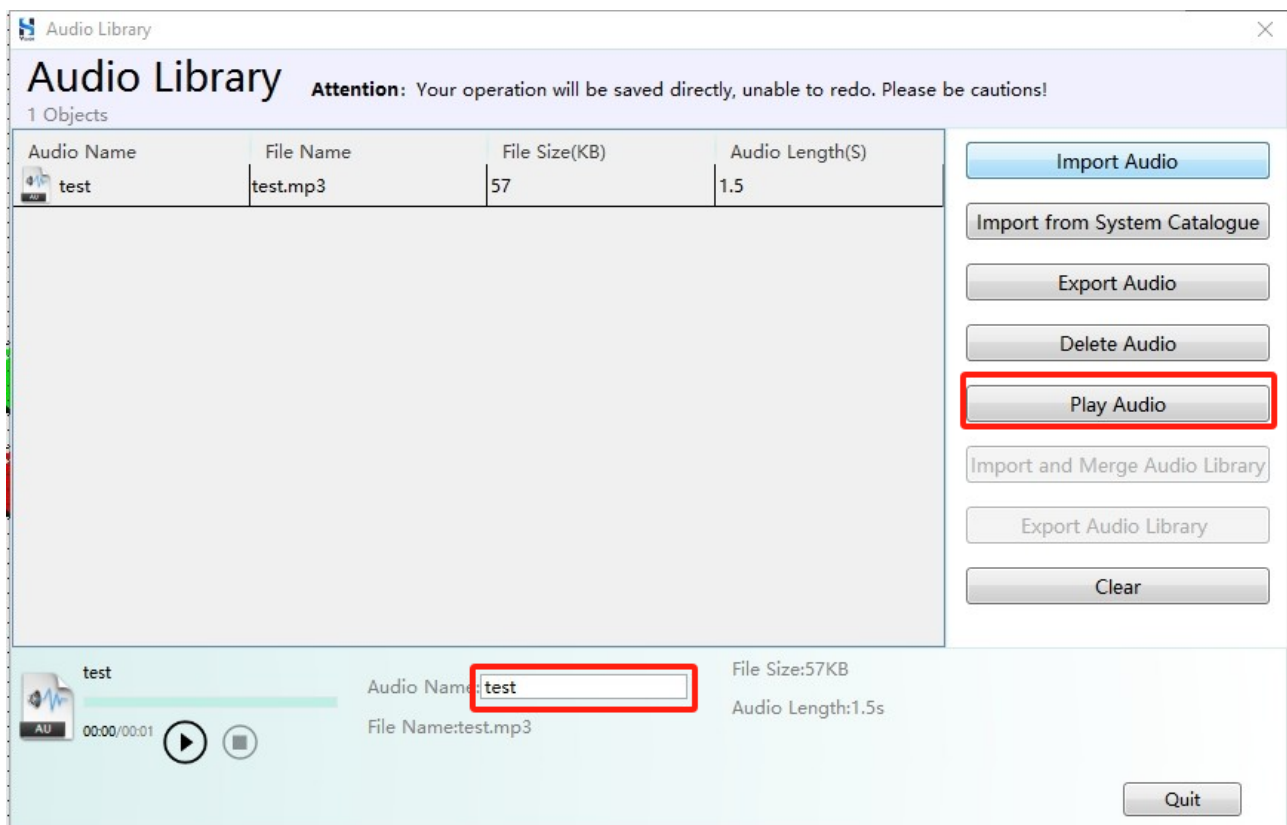 Audio Library
Audio Library Attention: Your operation will be saved directly, unable to redo. Please be cautions!
1 Objects
Audio Name File Name File Size(KB) Audio Length(S)
test test.mp3 57 1.5
Import Audio
Import from System Catalogue
Export Audio
Delete Audio
Play Audio
Import and Merge Audio Library
Export Audio Library
Clear
test
AU
00:00/00:01
Audio Name: test
File Name:test.mp3
File Size:57KB
Audio Length:1.5s
Quit